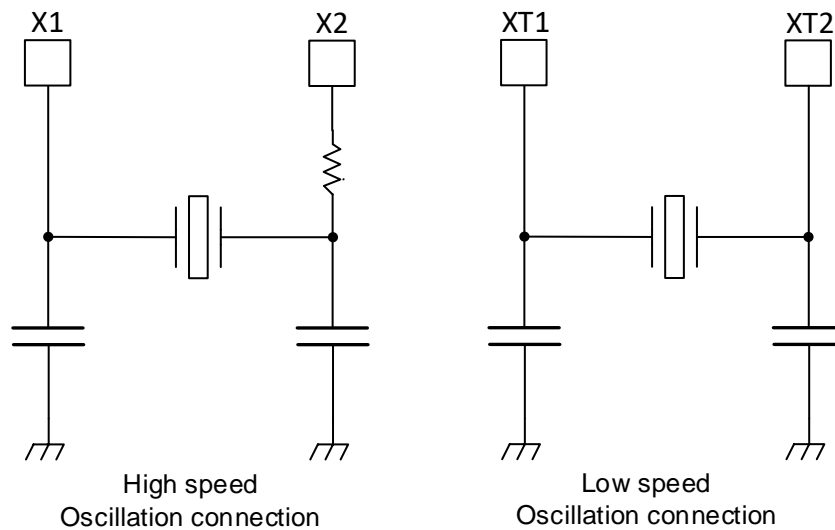 X1
X2
XT1
XT2
High speed
Oscillation connection
Low speed
Oscillation connection